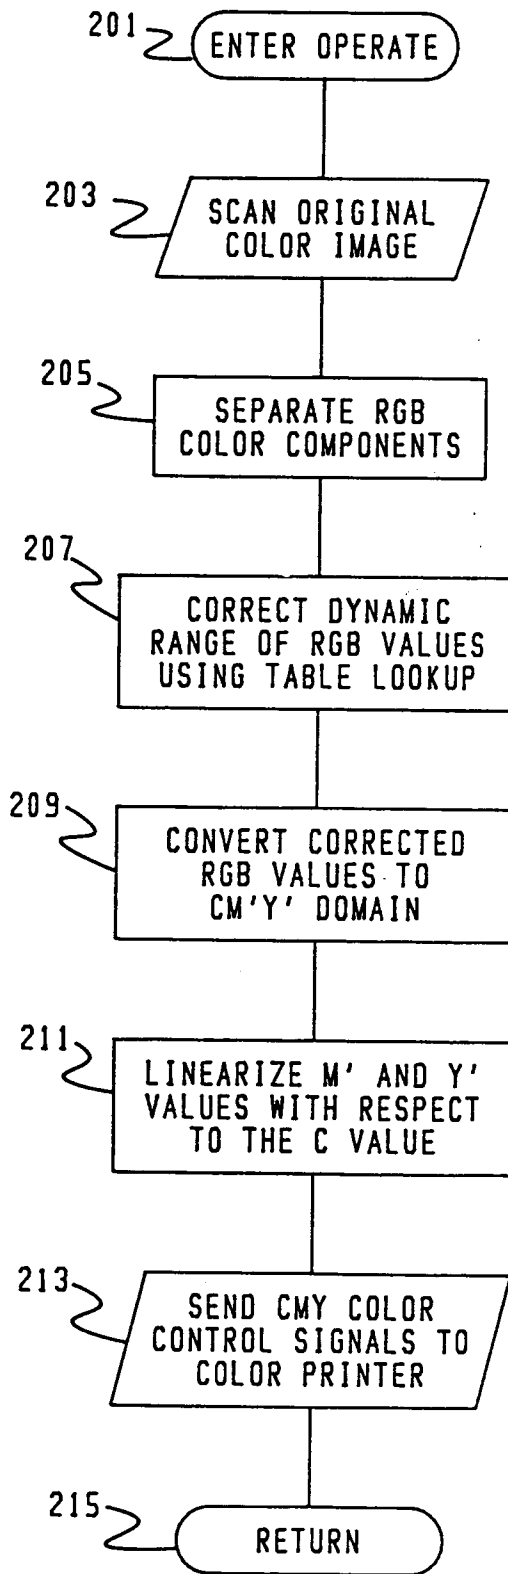 201
ENTER OPERATE
203
SCAN ORIGINAL
COLOR IMAGE
205
SEPARATE RGB
COLOR COMPONENTS
207
CORRECT DYNAMIC
RANGE OF RGB VALUES
USING TABLE LOOKUP
209
CONVERT CORRECTED
RGB VALUES TO
CM'Y' DOMAIN
211
LINEARIZE M' AND Y'
VALUES WITH RESPECT
TO THE C VALUE
213
SEND CMY COLOR
CONTROL SIGNALS TO
COLOR PRINTER
215
RETURN